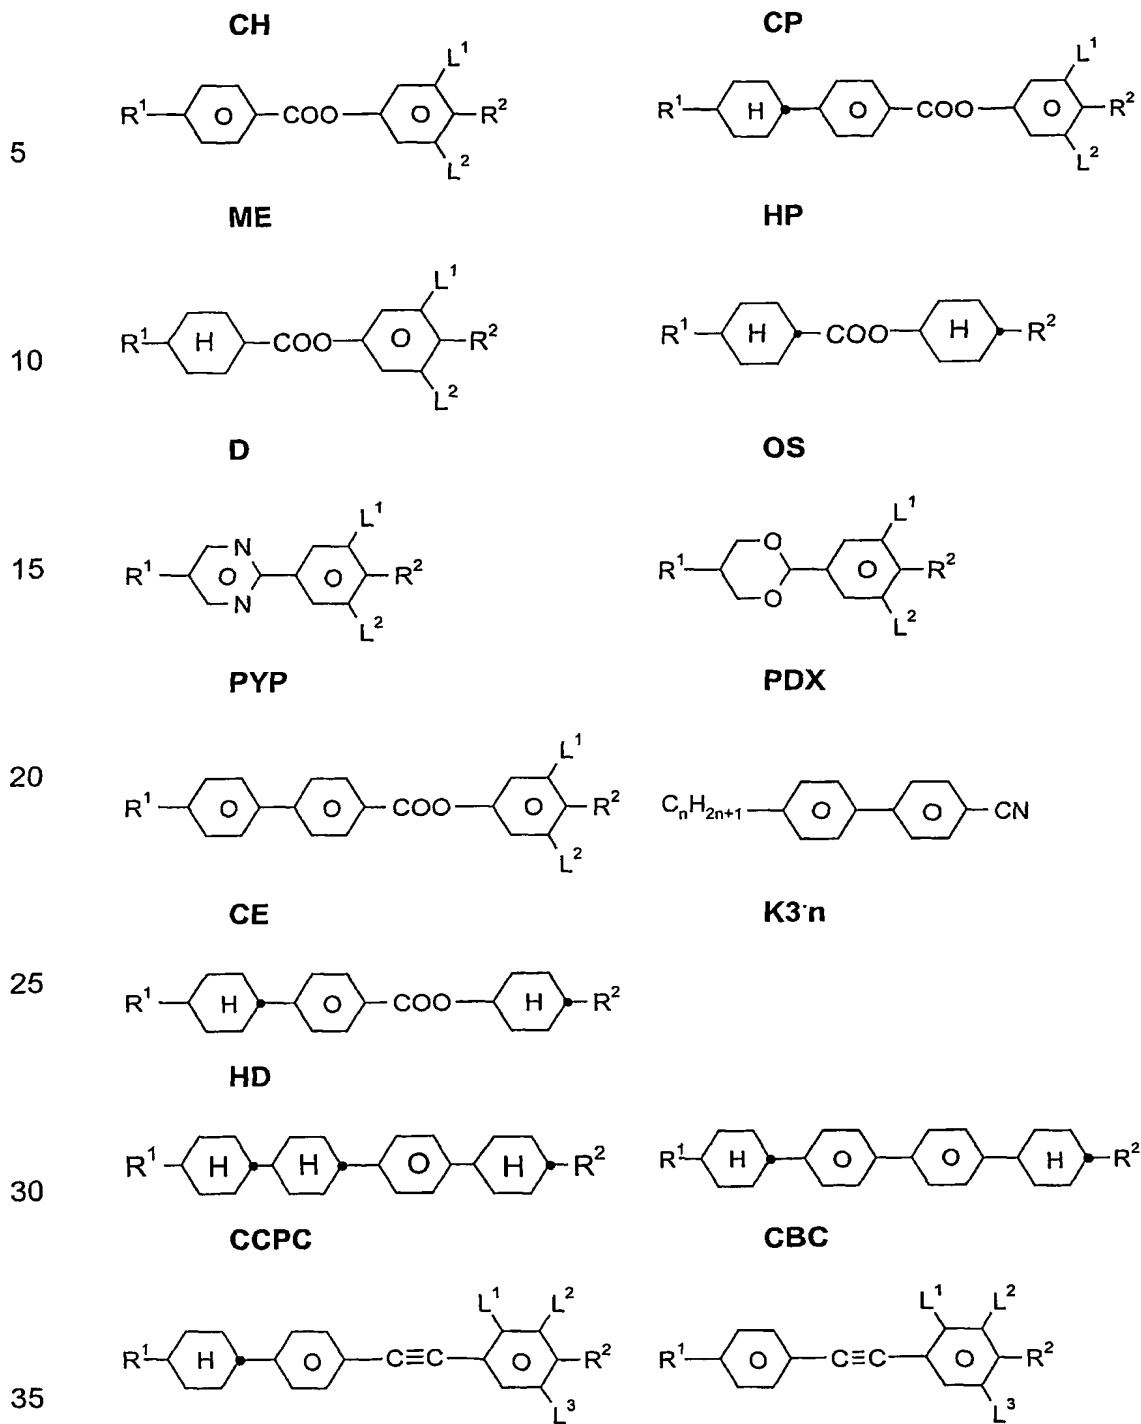 CH CP
L¹ L¹
R¹ O COO O R² R¹ H O COO O R²
5
L² L²
ME HP
L¹
R¹ H COO O R² R¹ H COO H R²
10
L²
D OS
L¹ L¹
N O
15 R¹ O O R² R¹ O R²
N O
L² L²
PYP PDX
L¹
20 R¹ O O COO O R² CₙH₂ₙ₊₁ O O CN
L²
CE K3·n
25 R¹ H O COO H R²
HD
R¹ H H O H R² R¹ H O O H R²
30
CCPC CBC
L¹ L² L¹ L²
R¹ H O C≡C O R² R¹ O C≡C O R²
35 L³ L³